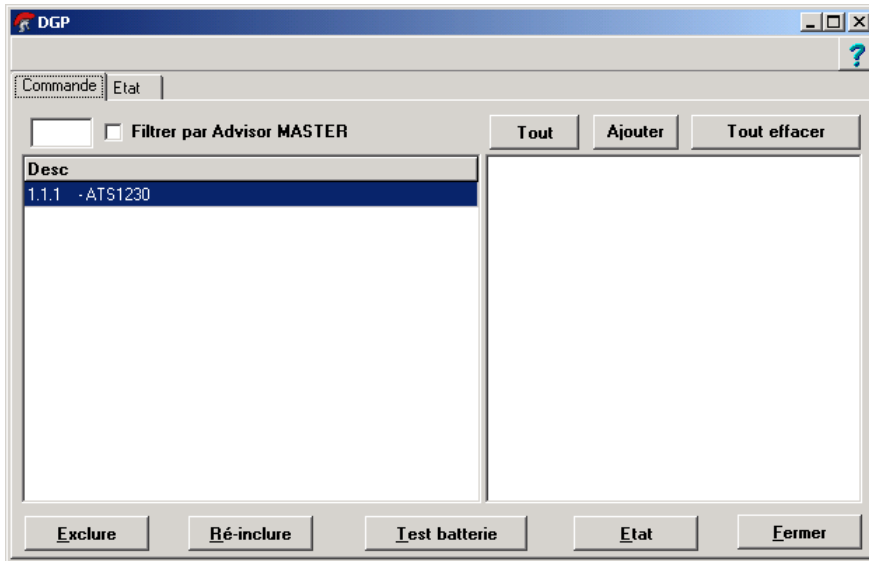 DGP
?
Commande Etat
Filtrer par Advisor MASTER Tout Ajouter Tout effacer
Desc
1.1.1 - ATS1230
Exclure Ré-inclure Test batterie Etat Fermer